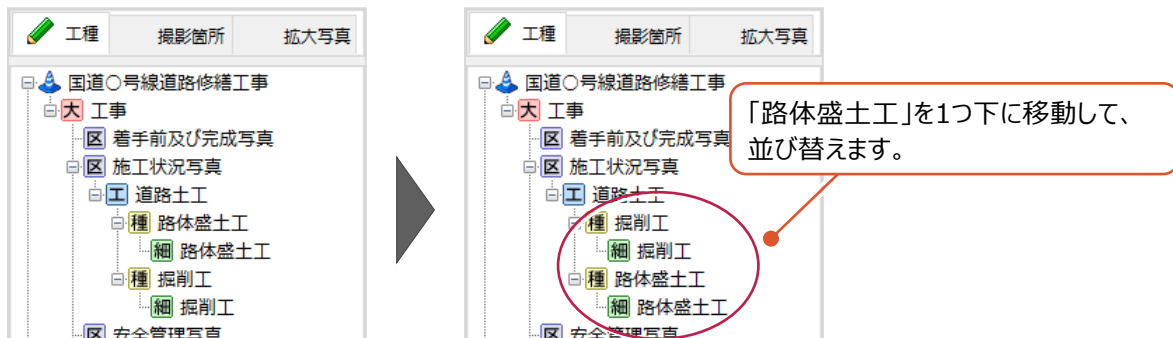 工種 撮影箇所 拡大写真
国道○号線道路修繕工事
大 工事
区 着手前及び完成写真
区 施工状況写真
工 道路土工
種 路体盛土工
細 路体盛土工
種 掘削工
細 掘削工
区 安全管理写真
工種 撮影箇所 拡大写真
国道○号線道路修繕工事
大 工事
区 着手前及び完成写真
区 施工状況写真
工 道路土工
種 掘削工
細 掘削工
種 路体盛土工
細 路体盛土工
区 安全管理写真
「路体盛土工」を1つ下に移動して、
並び替えます。